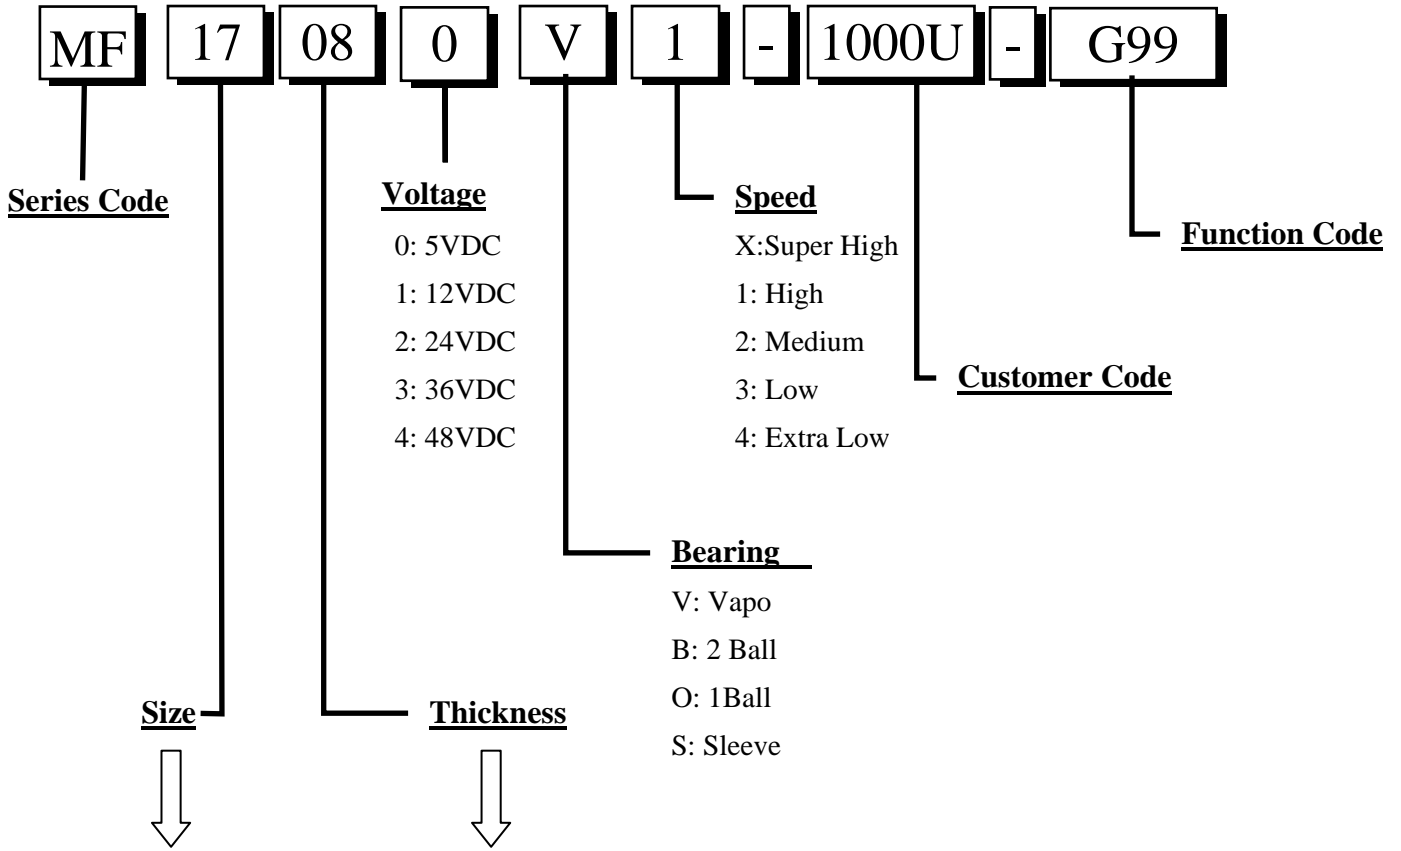 MF 17 08 0 V 1 - 1000U - G99
Series Code
Voltage
0: 5VDC
1: 12VDC
2: 24VDC
3: 36VDC
4: 48VDC
Speed
X:Super High
1: High
2: Medium
3: Low
4: Extra Low
Function Code
Customer Code
Bearing
V: Vapo
B: 2 Ball
O: 1Ball
S: Sleeve
Size
Thickness